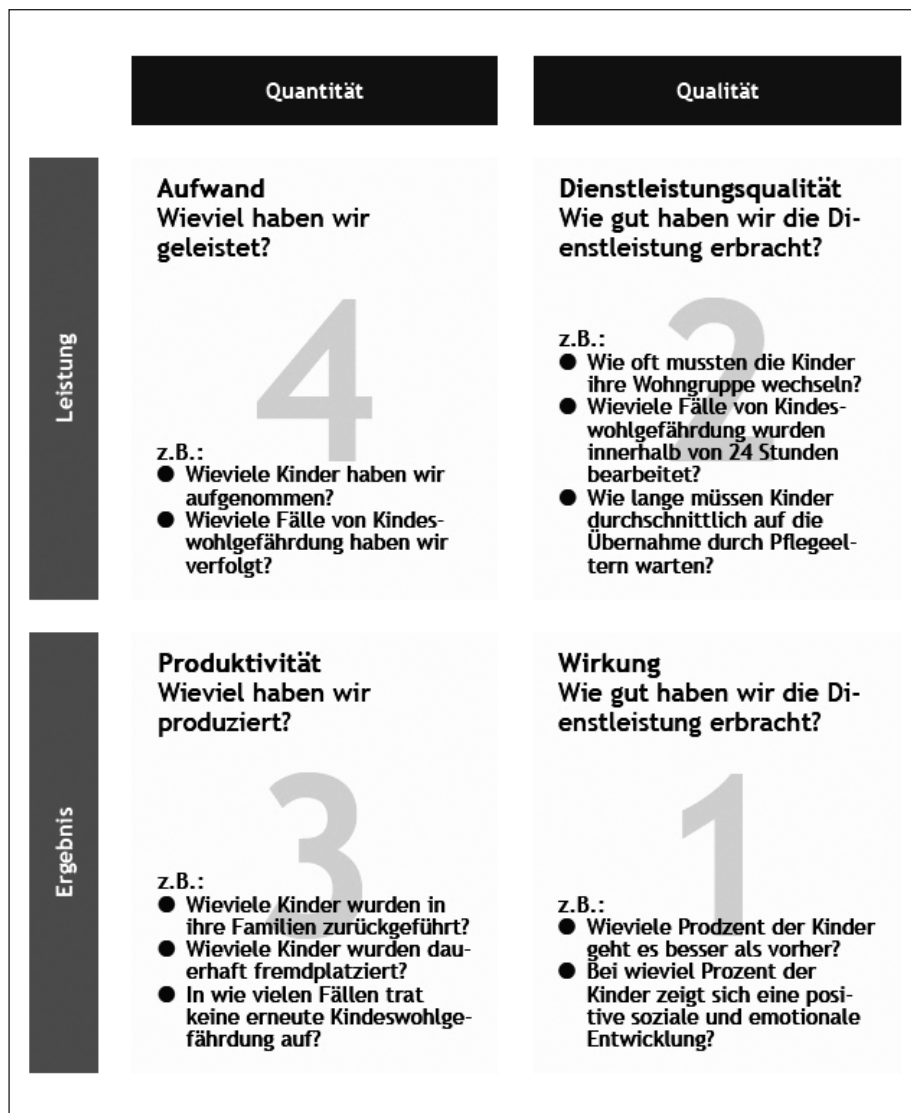 Quantität
Qualität
Leistung
Aufwand
Wieviel haben wir
geleistet?
4
z.B.:
● Wieviele Kinder haben wir
aufgenommen?
● Wieviele Fälle von Kindes-
wohlgefährdung haben wir
verfolgt?
Dienstleistungsqualität
Wie gut haben wir die Di-
enstleistung erbracht?
2
z.B.:
● Wie oft mussten die Kinder
ihre Wohngruppe wechseln?
● Wieviele Fälle von Kindes-
wohlgefährdung wurden
innerhalb von 24 Stunden
bearbeitet?
● Wie lange müssen Kinder
durchschnittlich auf die
Übernahme durch Pflegeel-
tern warten?
Ergebnis
Produktivität
Wieviel haben wir
produziert?
3
z.B.:
● Wieviele Kinder wurden in
ihre Familien zurückgeführt?
● Wieviele Kinder wurden dau-
erhaft fremdplatziert?
● In wie vielen Fällen trat
keine erneute Kindeswohlge-
fährdung auf?
Wirkung
Wie gut haben wir die Di-
enstleistung erbracht?
1
z.B.:
● Wieviele Prodzent der Kinder
geht es besser als vorher?
● Bei wieviel Prozent der
Kinder zeigt sich eine posi-
tive soziale und emotionale
Entwicklung?